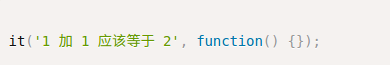 it('1 加 1 应该等于 2', function() {});